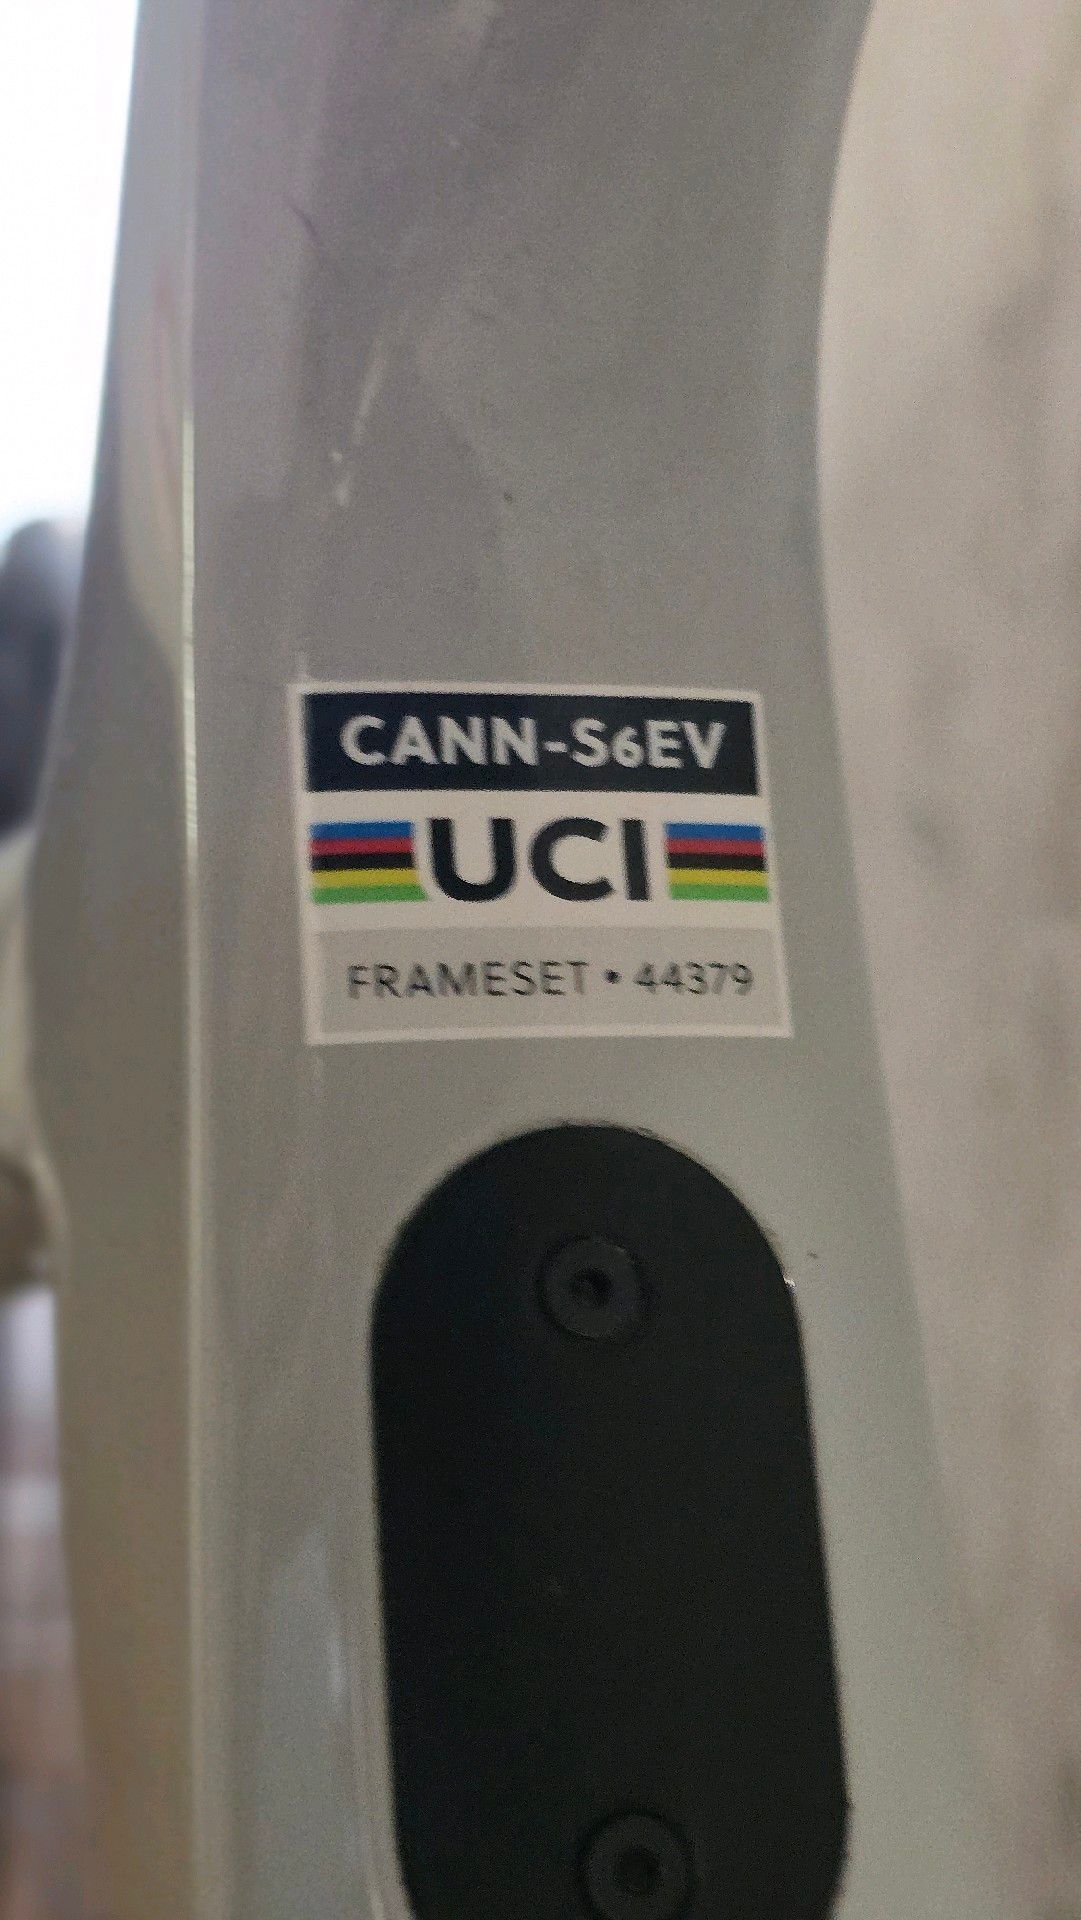 CANN-S6EV
UCI
FRAMESET • 44379